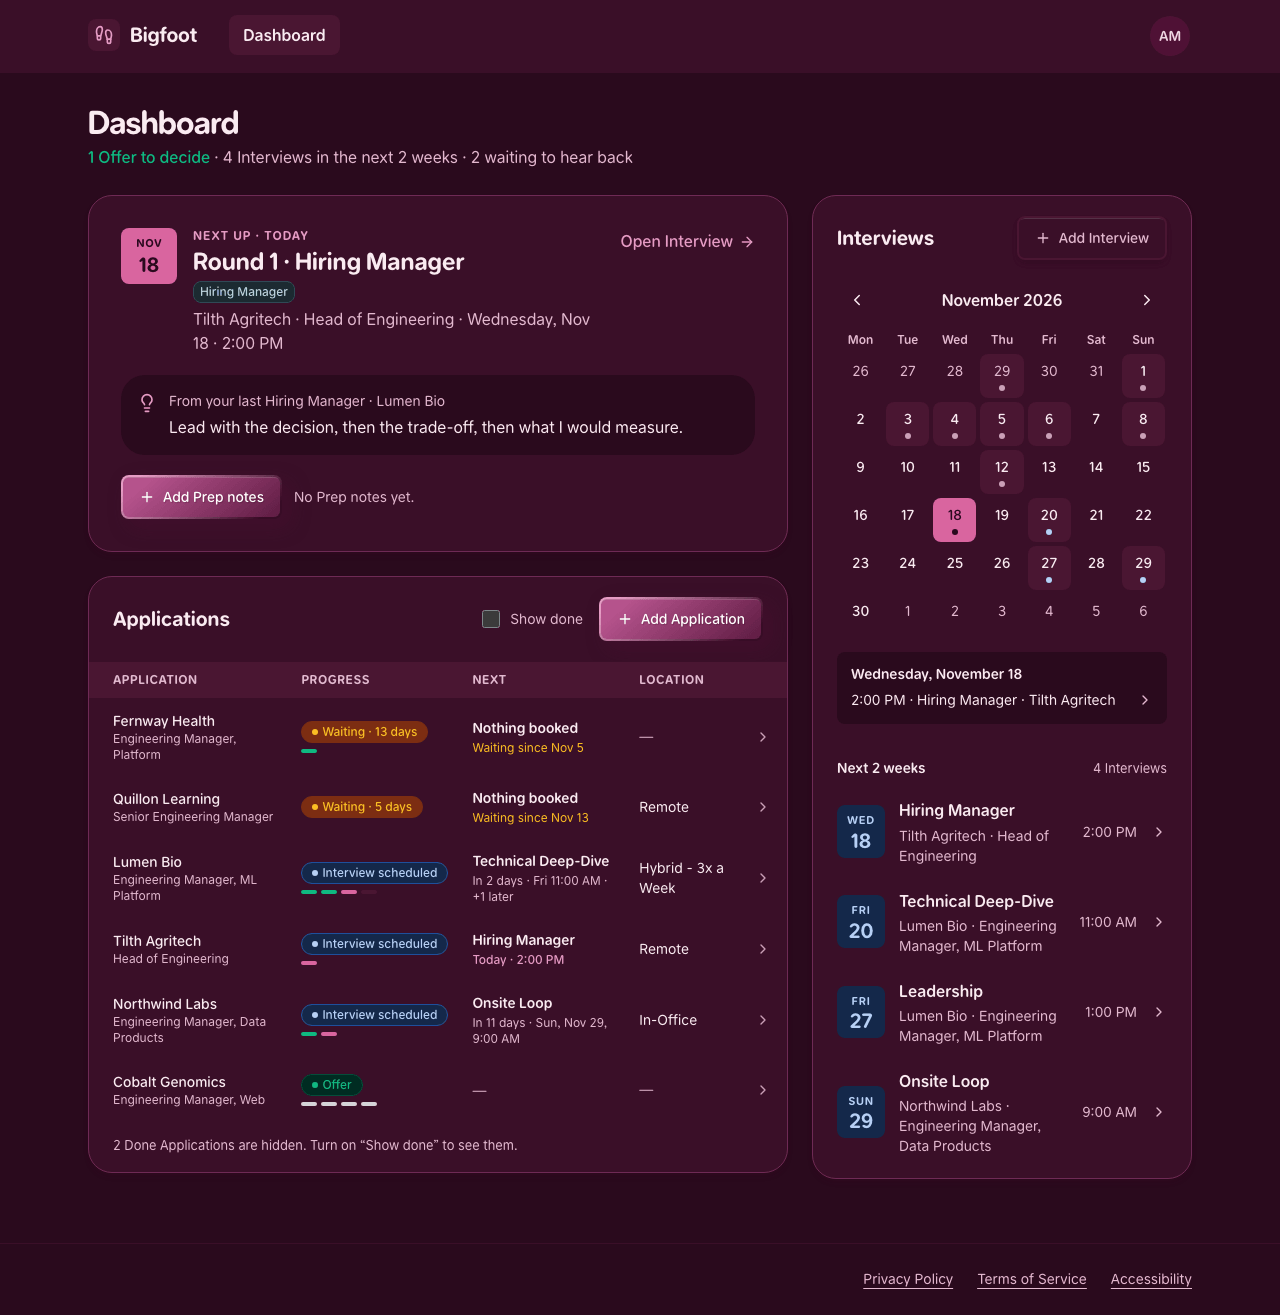 Bigfoot
Dashboard
AM
Dashboard
1 Offer to decide · 4 Interviews in the next 2 weeks · 2 waiting to hear back
NOV
18
NEXT UP · TODAY
Round 1 · Hiring Manager
Hiring Manager
Tilth Agritech · Head of Engineering · Wednesday, Nov
18 · 2:00 PM
Open Interview
From your last Hiring Manager · Lumen Bio
Lead with the decision, then the trade-off, then what I would measure.
Add Prep notes
No Prep notes yet.
Applications
Show done
Add Application
APPLICATION PROGRESS NEXT LOCATION
Fernway Health
Engineering Manager,
Platform
Waiting · 13 days
Nothing booked
Waiting since Nov 5
—
Quillon Learning
Senior Engineering Manager
Waiting · 5 days
Nothing booked
Waiting since Nov 13
Remote
Lumen Bio
Engineering Manager, ML
Platform
Interview scheduled
Technical Deep-Dive
In 2 days · Fri 11:00 AM ·
+1 later
Hybrid - 3x a
Week
Tilth Agritech
Head of Engineering
Interview scheduled
Hiring Manager
Today · 2:00 PM
Remote
Northwind Labs
Engineering Manager, Data
Products
Interview scheduled
Onsite Loop
In 11 days · Sun, Nov 29,
9:00 AM
In-Office
Cobalt Genomics
Engineering Manager, Web
Offer
—
—
2 Done Applications are hidden. Turn on “Show done” to see them.
Interviews
Add Interview
November 2026
Mon Tue Wed Thu Fri Sat Sun
26 27 28 29 30 31 1
2 3 4 5 6 7 8
9 10 11 12 13 14 15
16 17 18 19 20 21 22
23 24 25 26 27 28 29
30 1 2 3 4 5 6
Wednesday, November 18
2:00 PM · Hiring Manager · Tilth Agritech
Next 2 weeks
4 Interviews
WED
18
Hiring Manager
Tilth Agritech · Head of
Engineering
2:00 PM
FRI
20
Technical Deep-Dive
Lumen Bio · Engineering
Manager, ML Platform
11:00 AM
FRI
27
Leadership
Lumen Bio · Engineering
Manager, ML Platform
1:00 PM
SUN
29
Onsite Loop
Northwind Labs ·
Engineering Manager,
Data Products
9:00 AM
Privacy Policy
Terms of Service
Accessibility